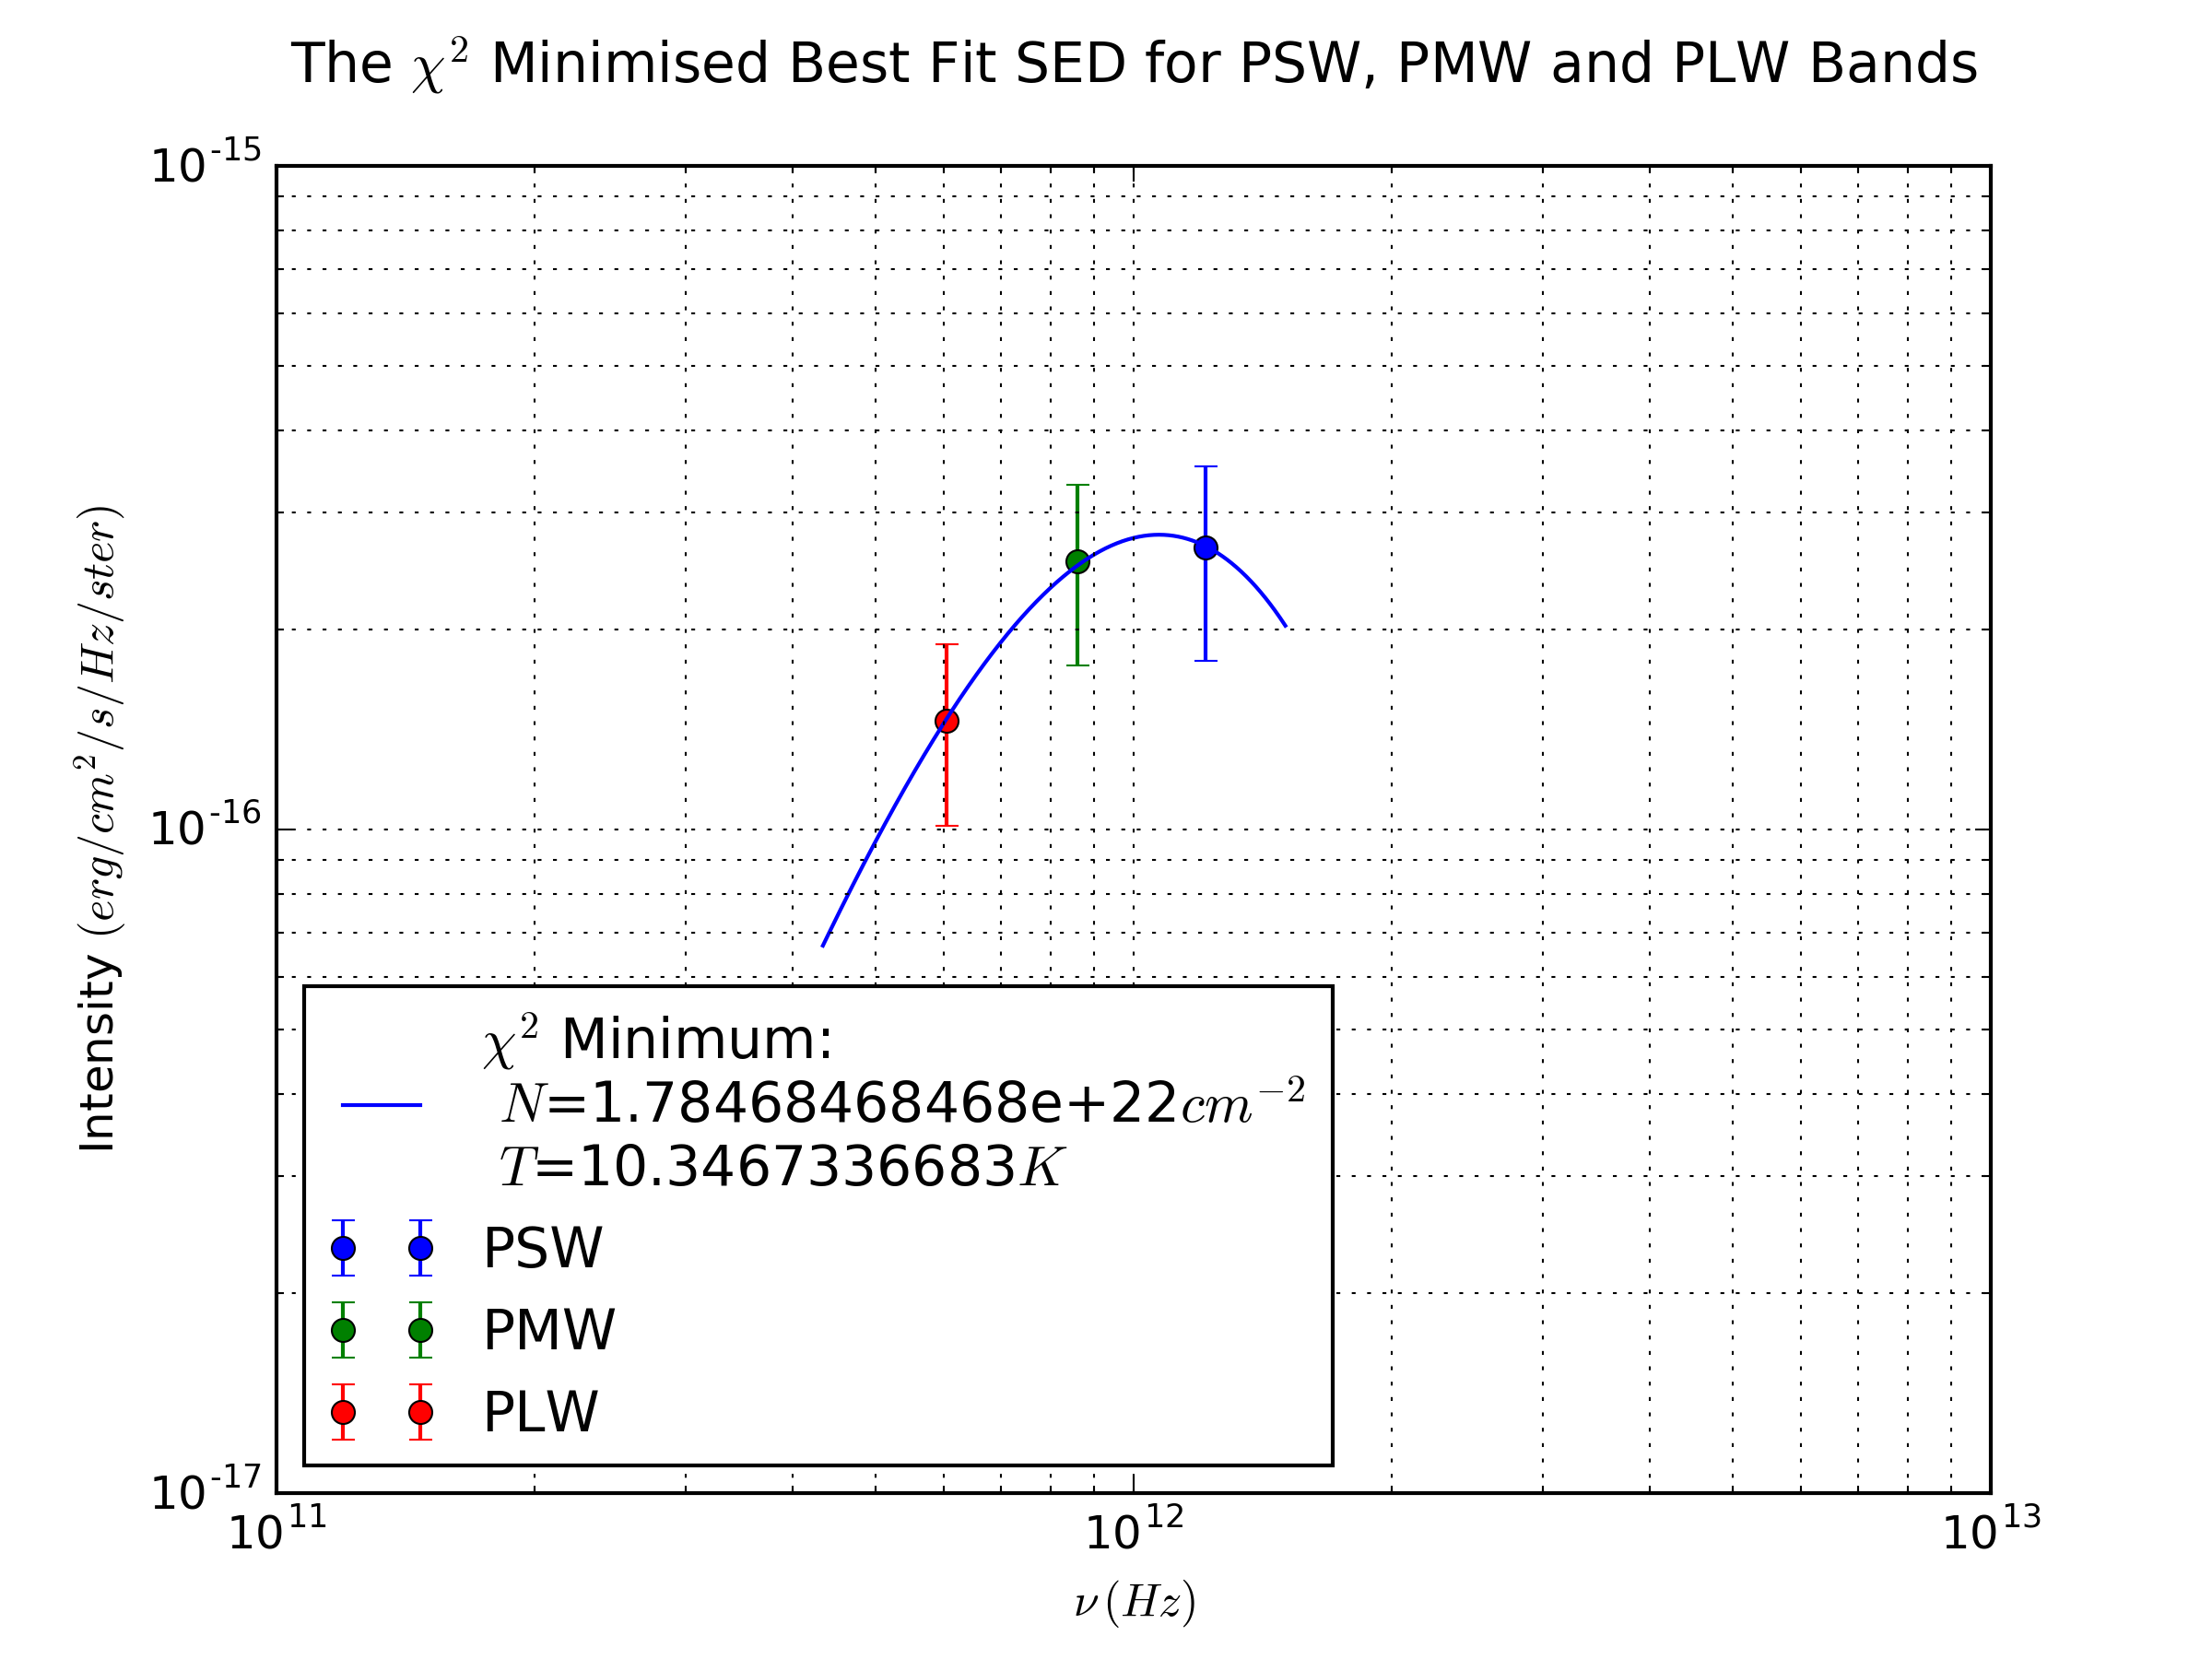 The χ² Minimised Best Fit SED for PSW, PMW and PLW Bands
10⁻¹⁵
10⁻¹⁶
10⁻¹⁷
Intensity (erg/cm²/s/Hz/ster)
χ² Minimum:
N=1.78468468468e+22cm⁻²
T=10.3467336683K
PSW
PMW
PLW
10¹¹ 10¹² 10¹³
ν(Hz)